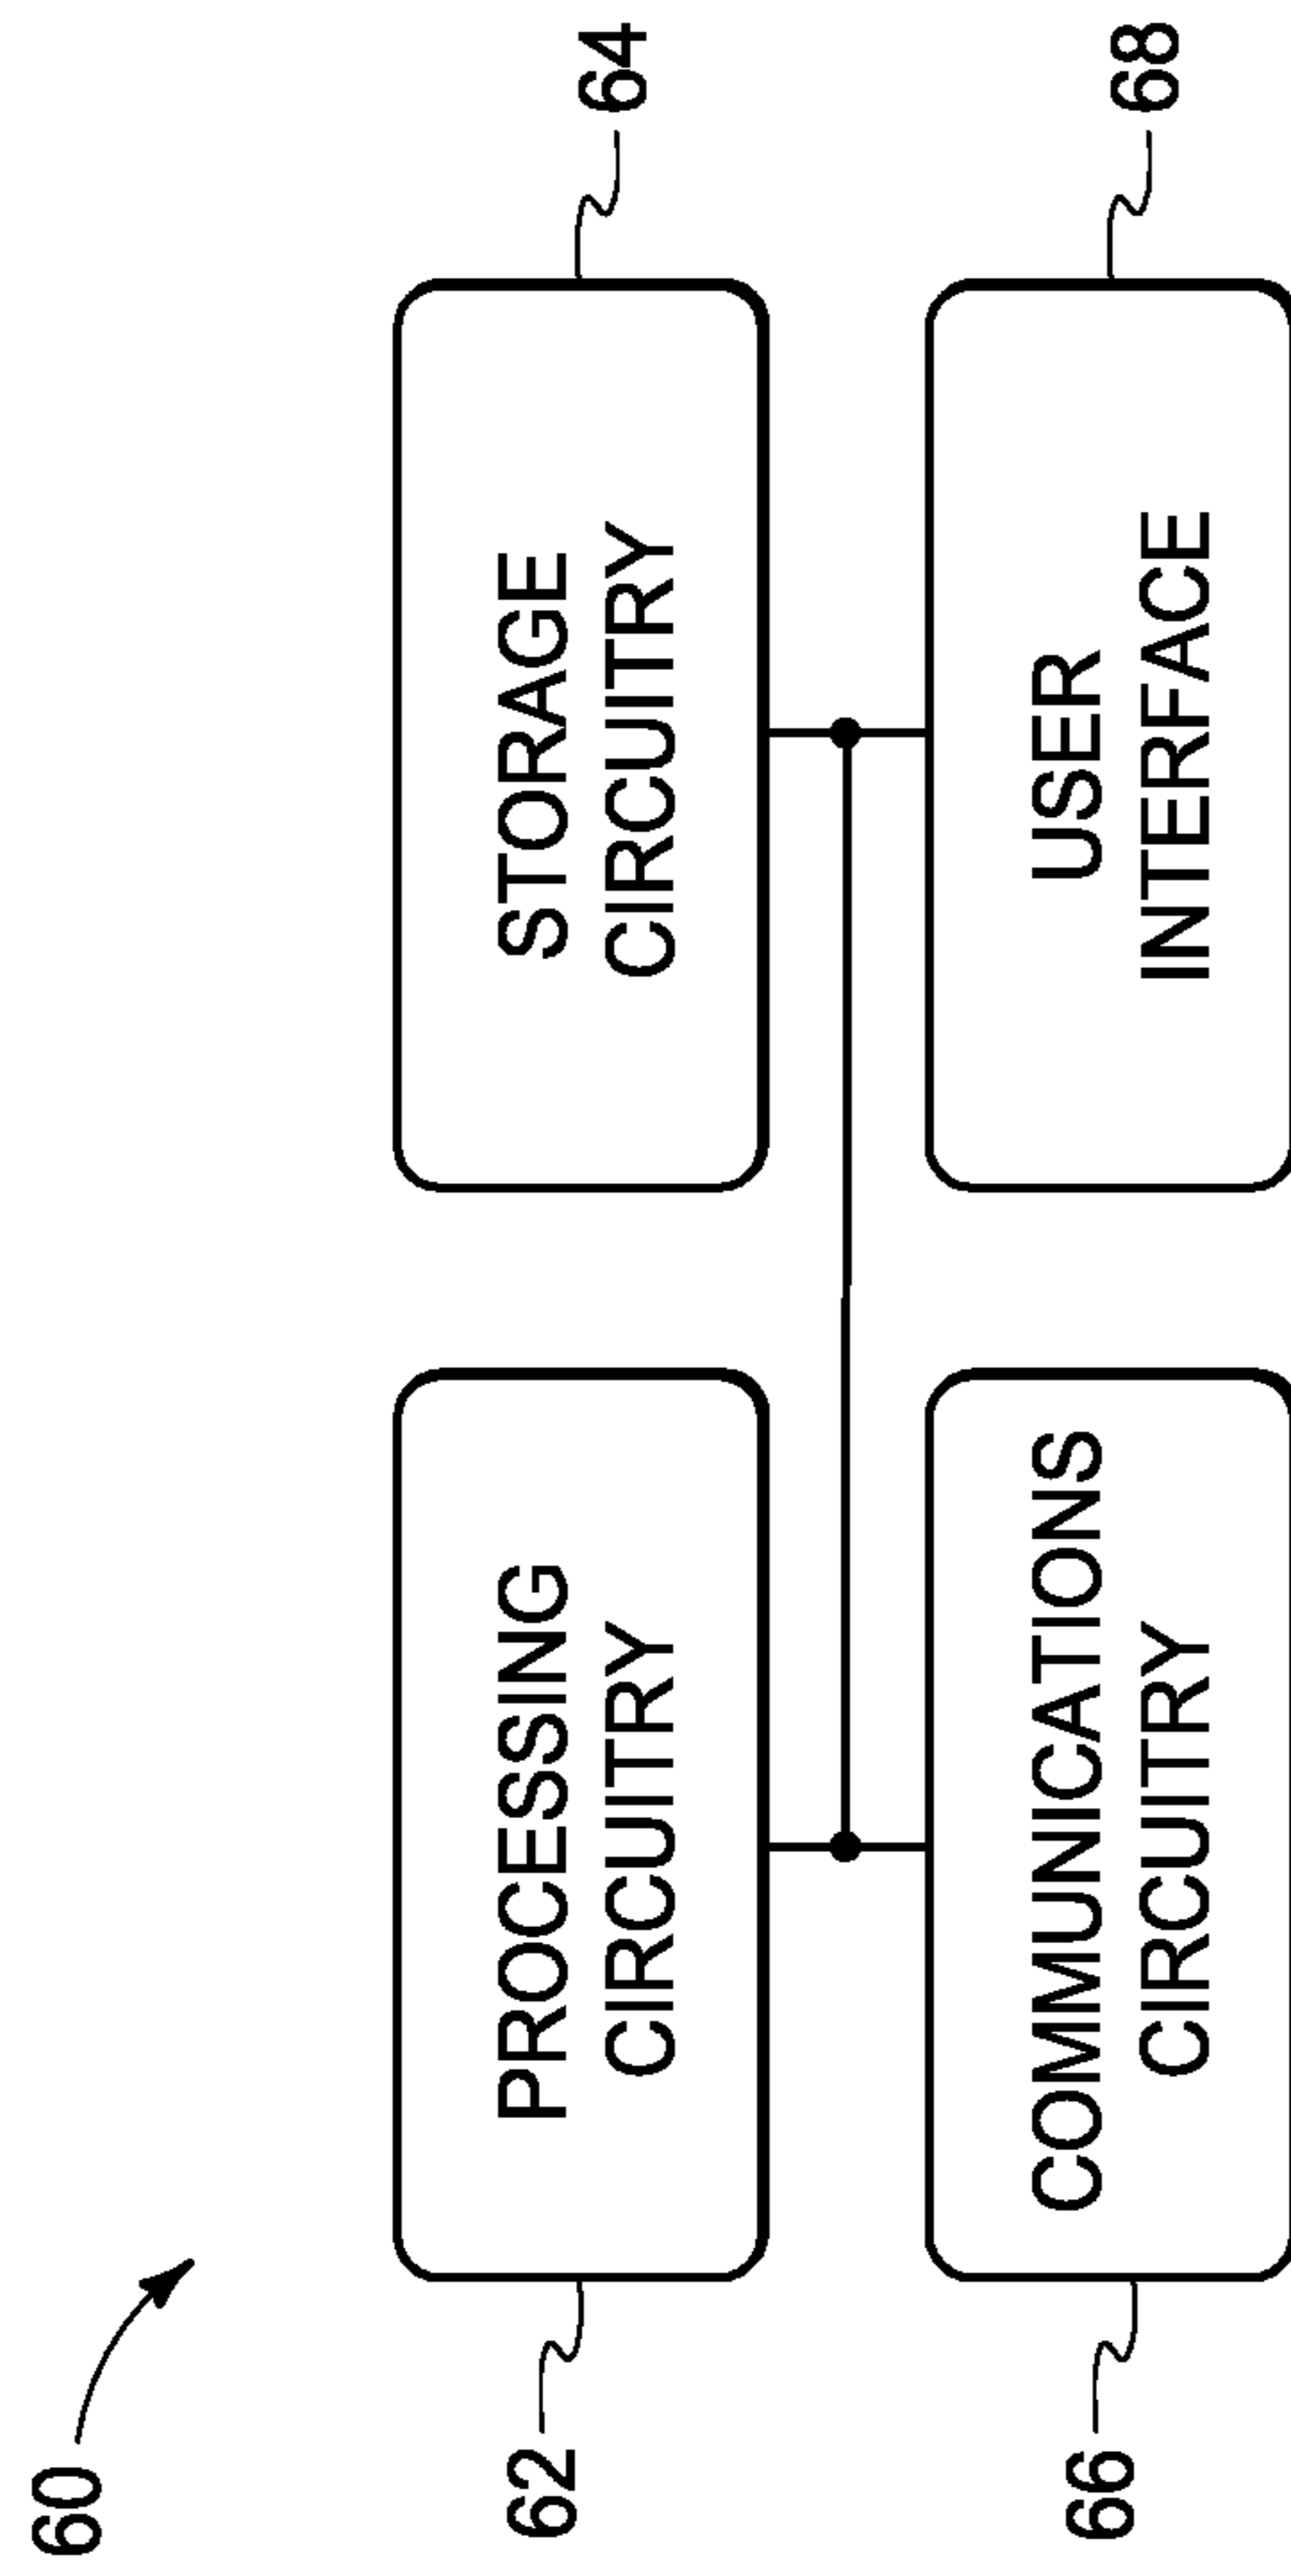 60
62
PROCESSING
CIRCUITRY
STORAGE
CIRCUITRY
64
66
COMMUNICATIONS
CIRCUITRY
USER
INTERFACE
68